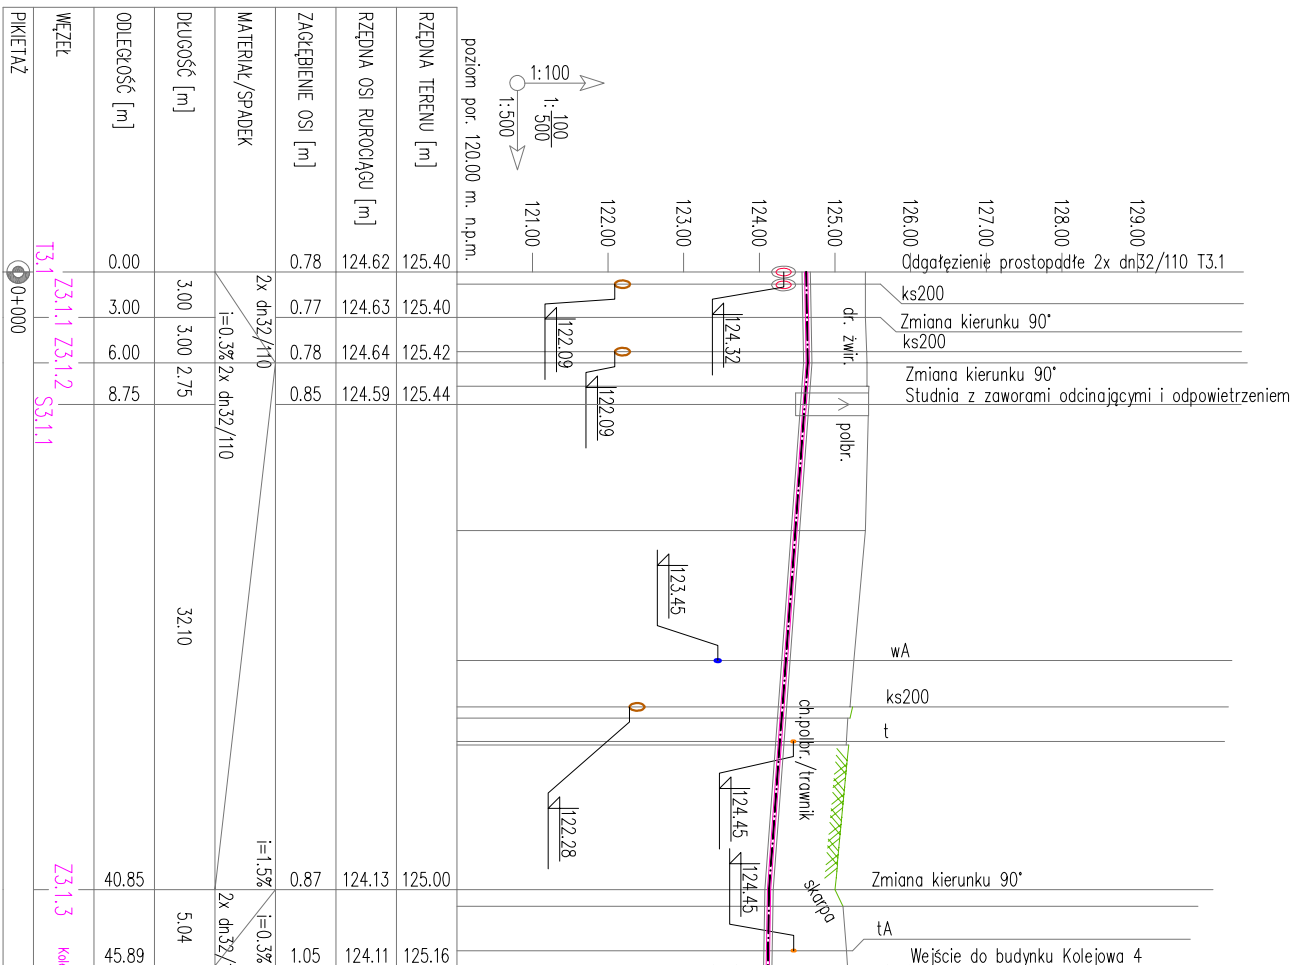 poziom por. 120.00 m. n.p.m.
1:100
1:500
1: 100
500
121.00
122.00
123.00
124.00
125.00
126.00
127.00
128.00
129.00
Odgałęzienie prostopadłe 2x dn32/110 T3.1
ks200
Zmiana kierunku 90°
ks200
Zmiana kierunku 90°
Studnia z zaworami odcinającymi i odpowietrzeniem
wA
ks200
t
Zmiana kierunku 90°
tA
Wejście do budynku Kolejowa 4
dr. żwir.
polbr.
ch.polbr./trawnik
skarpa
122.09
124.32
122.09
123.45
122.28
124.45
124.45
RZĘDNA TERENU [m]
125.40
125.40
125.42
125.44
125.00
125.16
RZĘDNA OSI RUROCIĄGU [m]
124.62
124.63
124.64
124.59
124.13
124.11
ZAGŁĘBIENIE OSI [m]
0.78
0.77
0.78
0.85
0.87
1.05
MATERIAŁ/SPADEK
2x dn32/110
i=0.3%
2x dn32/110
i=1.5%
2x dn32/
i=0.3%
DŁUGOŚĆ [m]
3.00
3.00
2.75
32.10
5.04
ODLEGŁOŚĆ [m]
0.00
3.00
6.00
8.75
40.85
45.89
WĘZEŁ
T3.1
Z3.1.1
Z3.1.2
S3.1.1
Z3.1.3
PIKIETAŻ
0+000